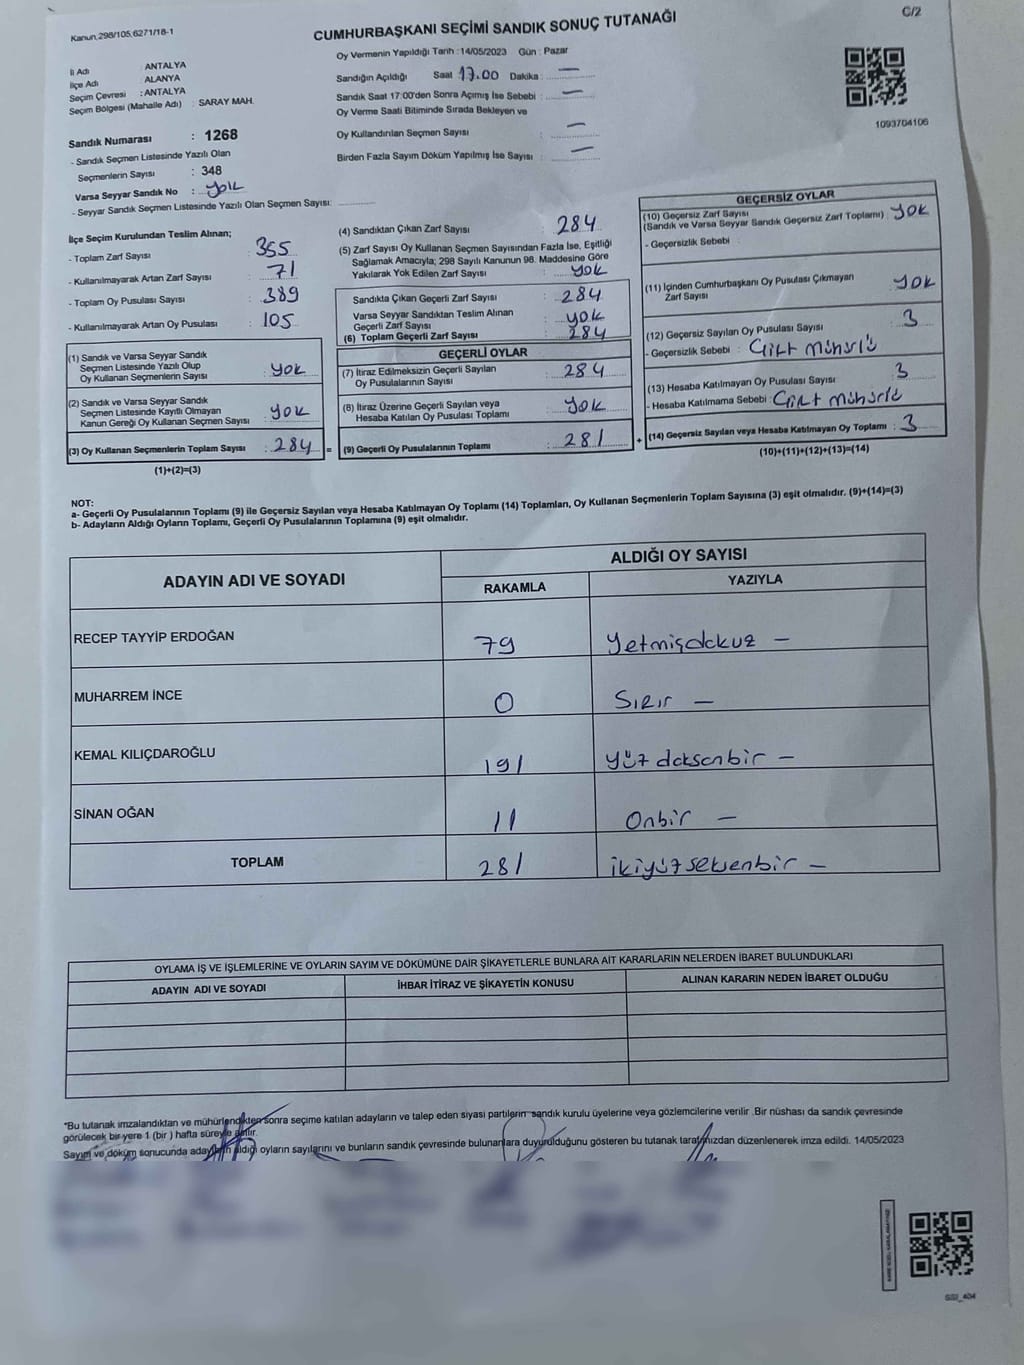 Kanun.298/105,6271/18-1
CUMHURBAŞKANI SEÇİMİ SANDIK SONUÇ TUTANAĞI
C/2
İl Adı : ANTALYA
İlçe Adı : ALANYA
Seçim Çevresi : ANTALYA
Seçim Bölgesi (Mahalle Adı) : SARAY MAH.
Sandık Numarası : 1268
- Sandık Seçmen Listesinde Yazılı Olan
Seçmenlerin Sayısı : 348
Varsa Seyyar Sandık No : yok
- Seyyar Sandık Seçmen Listesinde Yazılı Olan Seçmen Sayısı:
Oy Vermenin Yapıldığı Tarih :14/05/2023 Gün : Pazar
Sandığın Açıldığı Saat 17.00 Dakika : —
Sandık Saat 17:00'den Sonra Açımış İse Sebebi : —
Oy Verme Saati Bitiminde Sırada Bekleyen ve
Oy Kullandırılan Seçmen Sayısı : —
Birden Fazla Sayım Döküm Yapılmış İse Sayısı : —
1093704106
İlçe Seçim Kurulundan Teslim Alınan;
- Toplam Zarf Sayısı : 355
- Kullanılmayarak Artan Zarf Sayısı : 71
- Toplam Oy Pusulası Sayısı : 389
- Kullanılmayarak Artan Oy Pusulası : 105
(1) Sandık ve Varsa Seyyar Sandık
Seçmen Listesinde Yazılı Olup
Oy Kullanan Seçmenlerin Sayısı : yok
(2) Sandık ve Varsa Seyyar Sandık
Seçmen Listesinde Kayıtlı Olmayan
Kanun Gereği Oy Kullanan Seçmen Sayısı : yok
(3) Oy Kullanan Seçmenlerin Toplam Sayısı : 284 =
(1)+(2)=(3)
(4) Sandıktan Çıkan Zarf Sayısı : 284
(5) Zarf Sayısı Oy Kullanan Seçmen Sayısından Fazla İse, Eşitliği
Sağlamak Amacıyla; 298 Sayılı Kanunun 98. Maddesine Göre
Yakılarak Yok Edilen Zarf Sayısı : yok
Sandıkta Çıkan Geçerli Zarf Sayısı : 284
Varsa Seyyar Sandıktan Teslim Alınan
Geçerli Zarf Sayısı : yok
(6) Toplam Geçerli Zarf Sayısı : 284
GEÇERLİ OYLAR
(7) İtiraz Edilmeksizin Geçerli Sayılan
Oy Pusulalarının Sayısı : 284
(8) İtiraz Üzerine Geçerli Sayılan veya
Hesaba Katılan Oy Pusulası Toplamı : yok
(9) Geçerli Oy Pusulalarının Toplamı : 281 +
GEÇERSİZ OYLAR
(10) Geçersiz Zarf Sayısı
(Sandık ve Varsa Seyyar Sandık Geçersiz Zarf Toplamı) : yok
- Geçersizlik Sebebi :
(11) İçinden Cumhurbaşkanı Oy Pusulası Çıkmayan
Zarf Sayısı : yok
(12) Geçersiz Sayılan Oy Pusulası Sayısı : 3
- Geçersizlik Sebebi : Çift mühürlü
(13) Hesaba Katılmayan Oy Pusulası Sayısı : 3
- Hesaba Katılmama Sebebi : Çift mühürlü
(14) Geçersiz Sayılan veya Hesaba Katılmayan Oy Toplamı : 3
(10)+(11)+(12)+(13)=(14)
NOT:
a- Geçerli Oy Pusulalarının Toplamı (9) ile Geçersiz Sayılan veya Hesaba Katılmayan Oy Toplamı (14) Toplamları, Oy Kullanan Seçmenlerin Toplam Sayısına (3) eşit olmalıdır. (9)+(14)=(3)
b- Adayların Aldığı Oyların Toplamı, Geçerli Oy Pusulalarının Toplamına (9) eşit olmalıdır.
ADAYIN ADI VE SOYADI
ALDIĞI OY SAYISI
RAKAMLA YAZIYLA
RECEP TAYYİP ERDOĞAN 79 Yetmişdokuz —
MUHARREM İNCE 0 Sıfır —
KEMAL KILIÇDAROĞLU 191 yüz doksanbir —
SİNAN OĞAN 11 Onbir —
TOPLAM 281 ikiyüzseksenbir —
OYLAMA İŞ VE İŞLEMLERİNE VE OYLARIN SAYIM VE DÖKÜMÜNE DAİR ŞİKAYETLERLE BUNLARA AİT KARARLARIN NELERDEN İBARET BULUNDUKLARI
ADAYIN ADI VE SOYADI İHBAR İTİRAZ VE ŞİKAYETİN KONUSU ALINAN KARARIN NEDEN İBARET OLDUĞU
*Bu tutanak imzalandıktan ve mühürlendikten sonra seçime katılan adayların ve talep eden siyasi partilerin sandık kurulu üyelerine veya gözlemcilerine verilir .Bir nüshası da sandık çevresinde
görülecek bir yere 1 (bir ) hafta süreyle asılır.
Sayım ve döküm sonucunda adayların aldığı oyların sayılarını ve bunların sandık çevresinde bulunanlara duyurulduğunu gösteren bu tutanak tarafımızdan düzenlenerek imza edildi. 14/05/2023